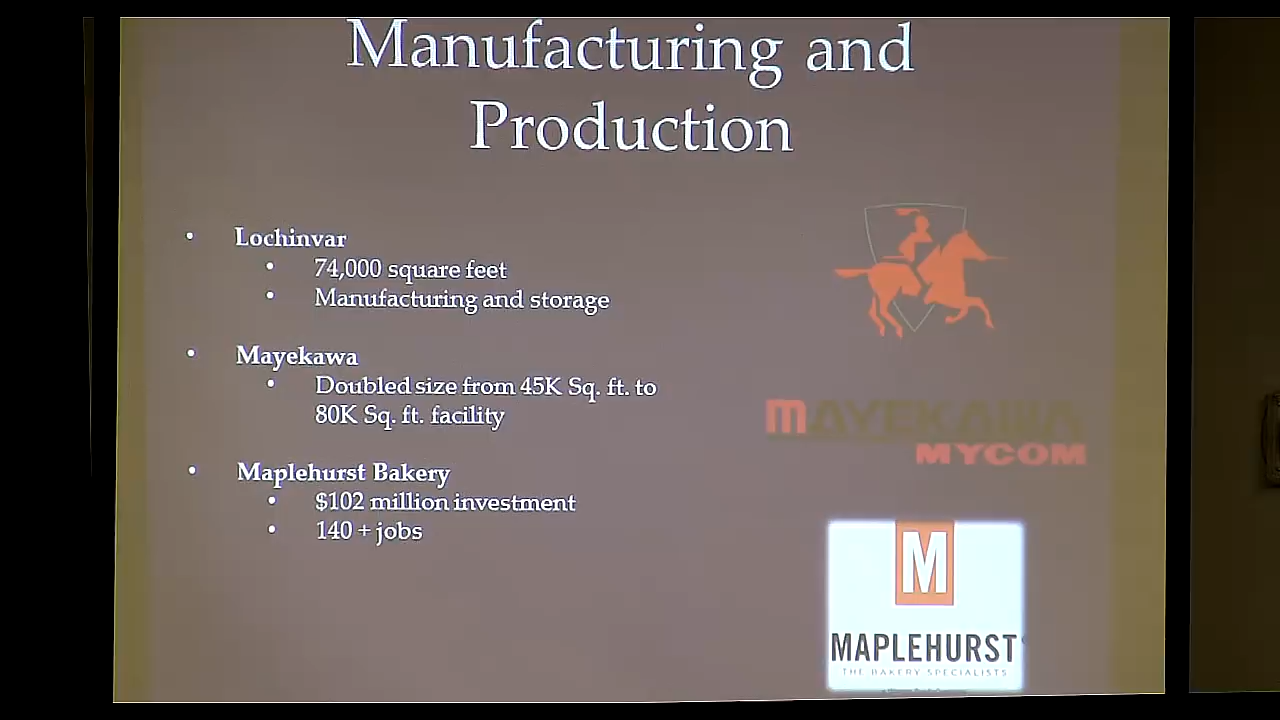 Manufacturing and
Production
• Lochinvar
• 74,000 square feet
• Manufacturing and storage
• Mayekawa
• Doubled size from 45K Sq. ft. to
80K Sq. ft. facility
• Maplehurst Bakery
• $102 million investment
• 140 + jobs
MAYEKAWA
MYCOM
M
MAPLEHURST
THE BAKERY SPECIALISTS